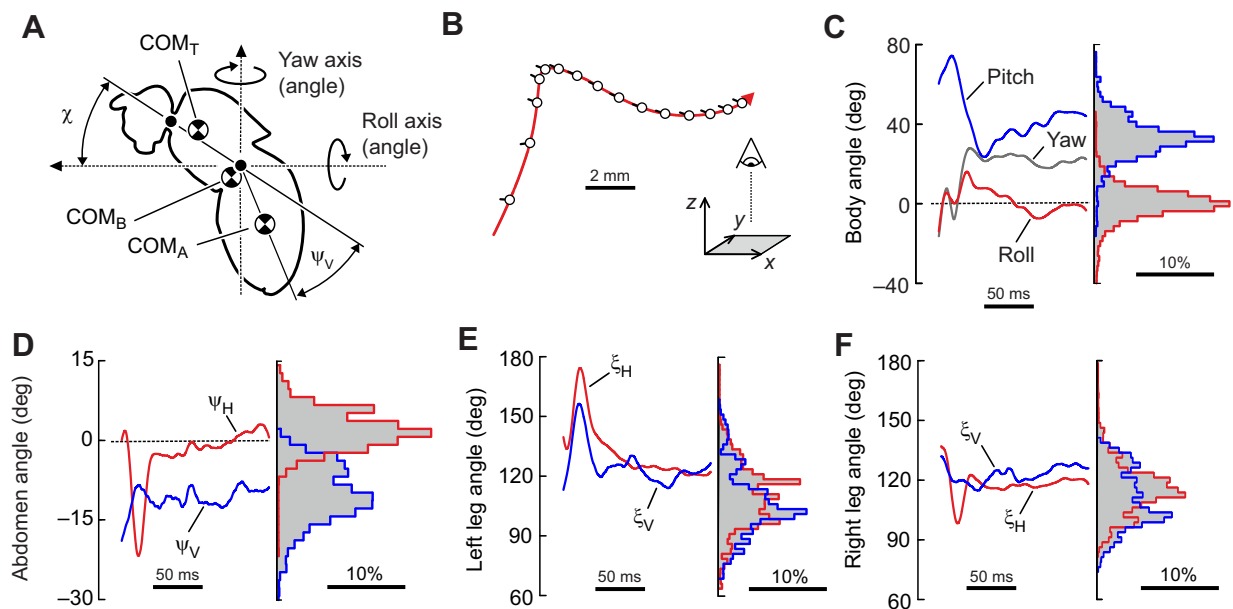 A
COM_T
Yaw axis
(angle)
χ
Roll axis
(angle)
COM_B
COM_A
ψ_V
B
2 mm
z
y
x
C
Body angle (deg)
80
40
0
−40
Pitch
Yaw
Roll
50 ms
10%
D
Abdomen angle (deg)
15
0
−15
−30
ψ_H
ψ_V
50 ms
10%
E
Left leg angle (deg)
180
150
120
90
60
ξ_H
ξ_V
50 ms
10%
F
Right leg angle (deg)
180
150
120
90
60
ξ_V
ξ_H
50 ms
10%